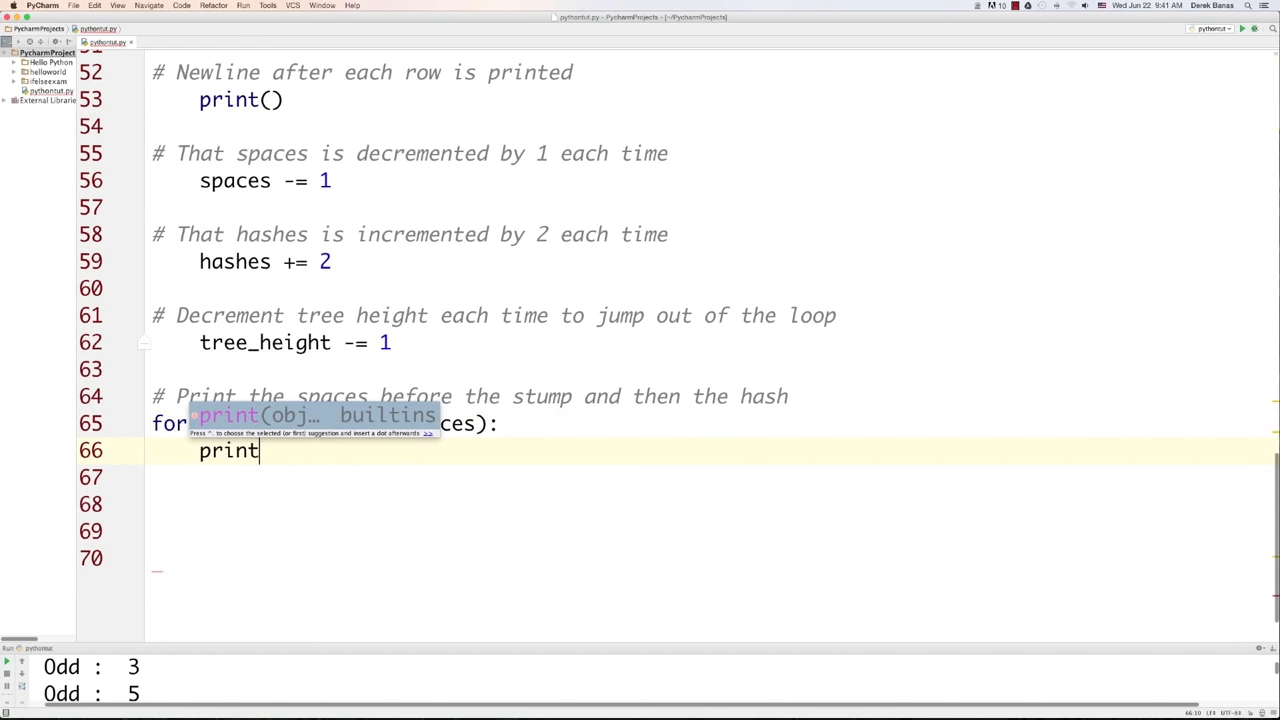 PyCharm File Edit View Navigate Code Refactor Run Tools VCS Window Help 10 Wed Jun 22 9:41 AM Derek Banas
pythontut.py - PycharmProjects - [~/PycharmProjects]
PycharmProjects pythontut.py pythontut
pythontut.py ×
PycharmProject
Hello Python
helloworld
ifelseexam
pythontut.py
External Librarie
51
52 # Newline after each row is printed
53 print()
54
55 # That spaces is decremented by 1 each time
56 spaces -= 1
57
58 # That hashes is incremented by 2 each time
59 hashes += 2
60
61 # Decrement tree height each time to jump out of the loop
62 tree_height -= 1
63
64 # Print the spaces before the stump and then the hash
print(obj… builtins
Press ^. to choose the selected (or first) suggestion and insert a dot afterwards >>
65 for ces):
66 print
67
68
69
70
Run pythontut
Odd : 3
Odd : 5
66:10 LF÷ UTF-8÷